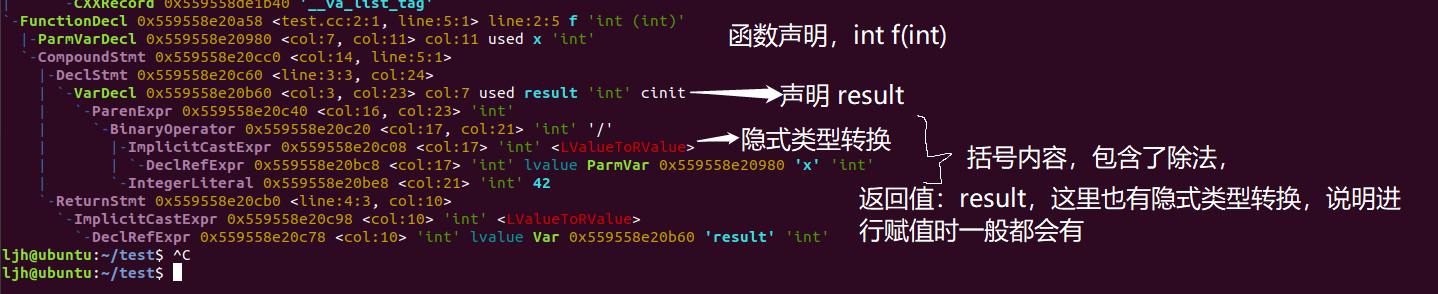 -CXXRecord 0x559558de1b40 '__va_list_tag'
`-FunctionDecl 0x559558e20a58 <test.cc:2:1, line:5:1> line:2:5 f 'int (int)'
函数声明，int f(int)
|-ParmVarDecl 0x559558e20980 <col:7, col:11> col:11 used x 'int'
`-CompoundStmt 0x559558e20cc0 <col:14, line:5:1>
|-DeclStmt 0x559558e20c60 <line:3:3, col:24>
| `-VarDecl 0x559558e20b60 <col:3, col:23> col:7 used result 'int' cinit
声明 result
|   `-ParenExpr 0x559558e20c40 <col:16, col:23> 'int'
|     `-BinaryOperator 0x559558e20c20 <col:17, col:21> 'int' '/'
|       |-ImplicitCastExpr 0x559558e20c08 <col:17> 'int' <LValueToRValue>
隐式类型转换
|       | `-DeclRefExpr 0x559558e20bc8 <col:17> 'int' lvalue ParmVar 0x559558e20980 'x' 'int'
括号内容，包含了除法，
|       `-IntegerLiteral 0x559558e20be8 <col:21> 'int' 42
`-ReturnStmt 0x559558e20cb0 <line:4:3, col:10>
`-ImplicitCastExpr 0x559558e20c98 <col:10> 'int' <LValueToRValue>
`-DeclRefExpr 0x559558e20c78 <col:10> 'int' lvalue Var 0x559558e20b60 'result' 'int'
返回值：result，这里也有隐式类型转换，说明进
行赋值时一般都会有
ljh@ubuntu:~/test$ ^C
ljh@ubuntu:~/test$